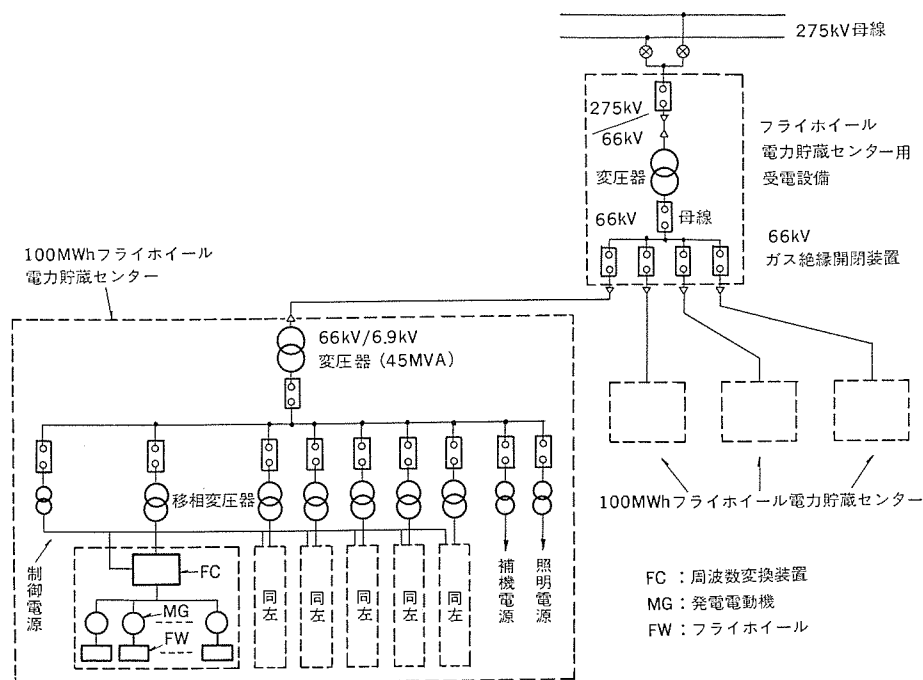 275kV母線
275kV
66kV
変圧器
フライホイール
電力貯蔵センター用
受電設備
66kV
母線
66kV
ガス絶縁開閉装置
100MWhフライホイール
電力貯蔵センター
66kV/6.9kV
変圧器 (45MVA)
移相変圧器
100MWhフライホイール電力貯蔵センター
制御電源
FC
MG
FW
同左
同左
同左
同左
同左
補機電源
照明電源
FC : 周波数変換装置
MG : 発電電動機
FW : フライホイール